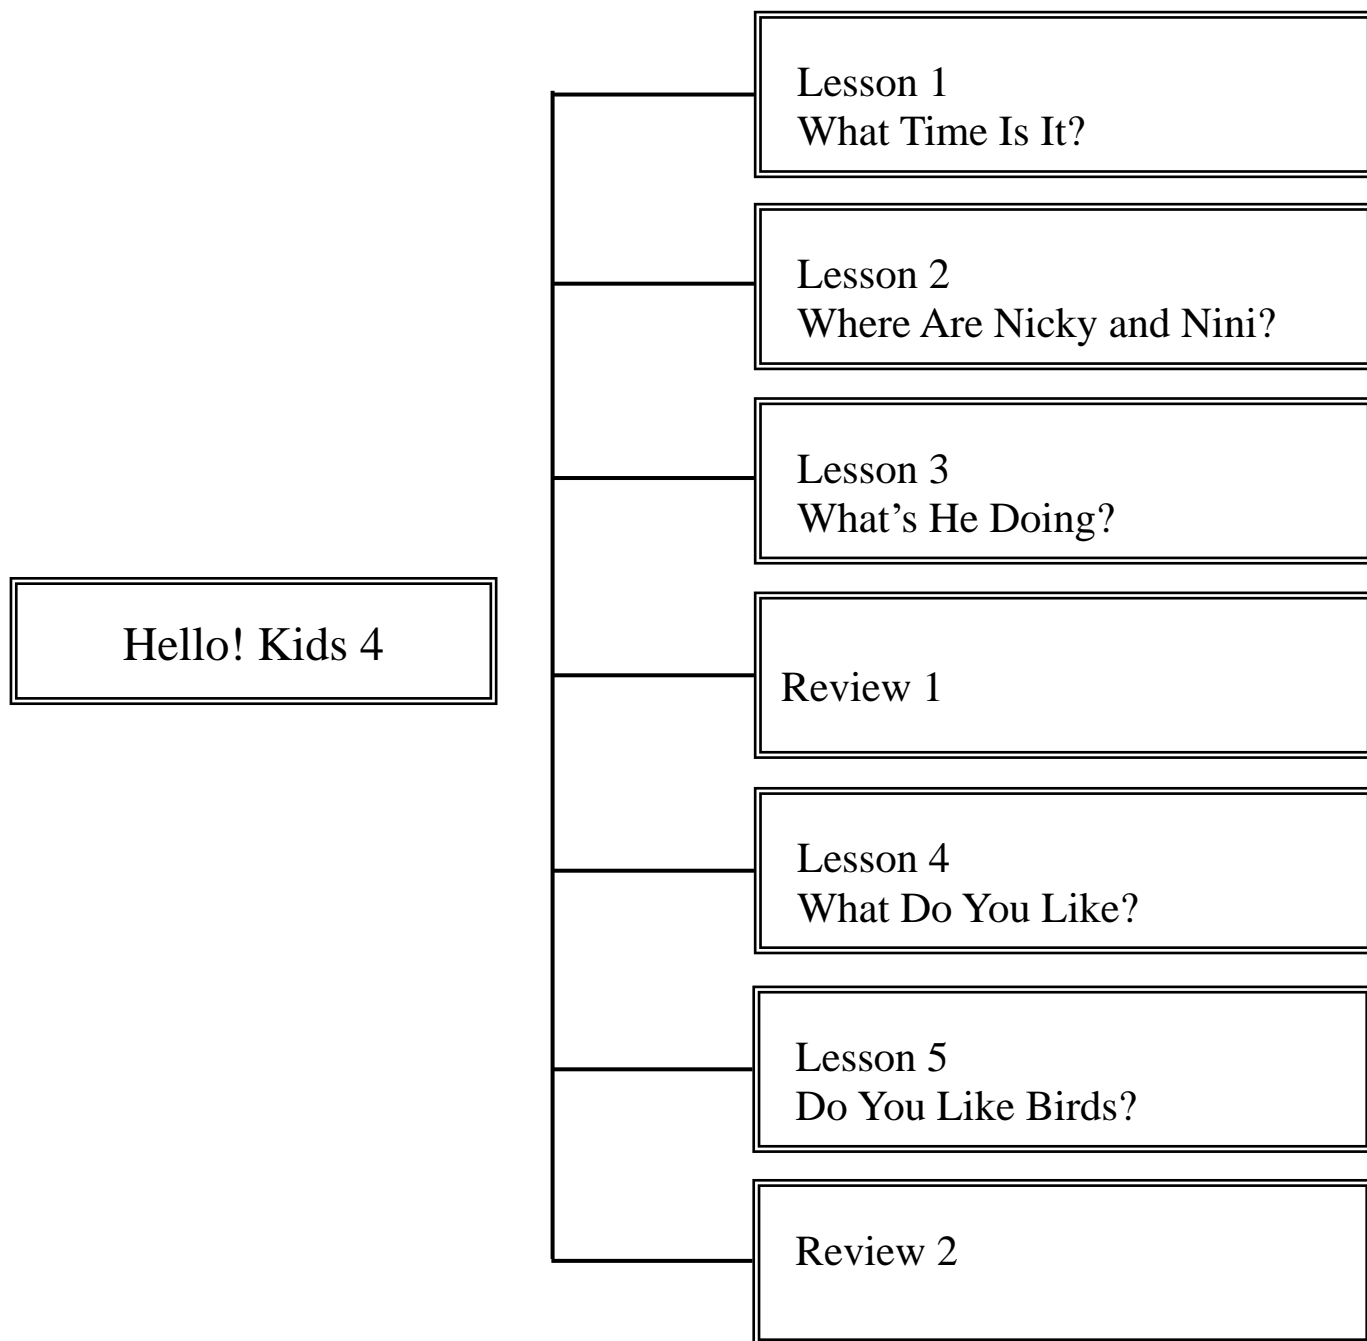 Hello! Kids 4
Lesson 1
What Time Is It?
Lesson 2
Where Are Nicky and Nini?
Lesson 3
What’s He Doing?
Review 1
Lesson 4
What Do You Like?
Lesson 5
Do You Like Birds?
Review 2